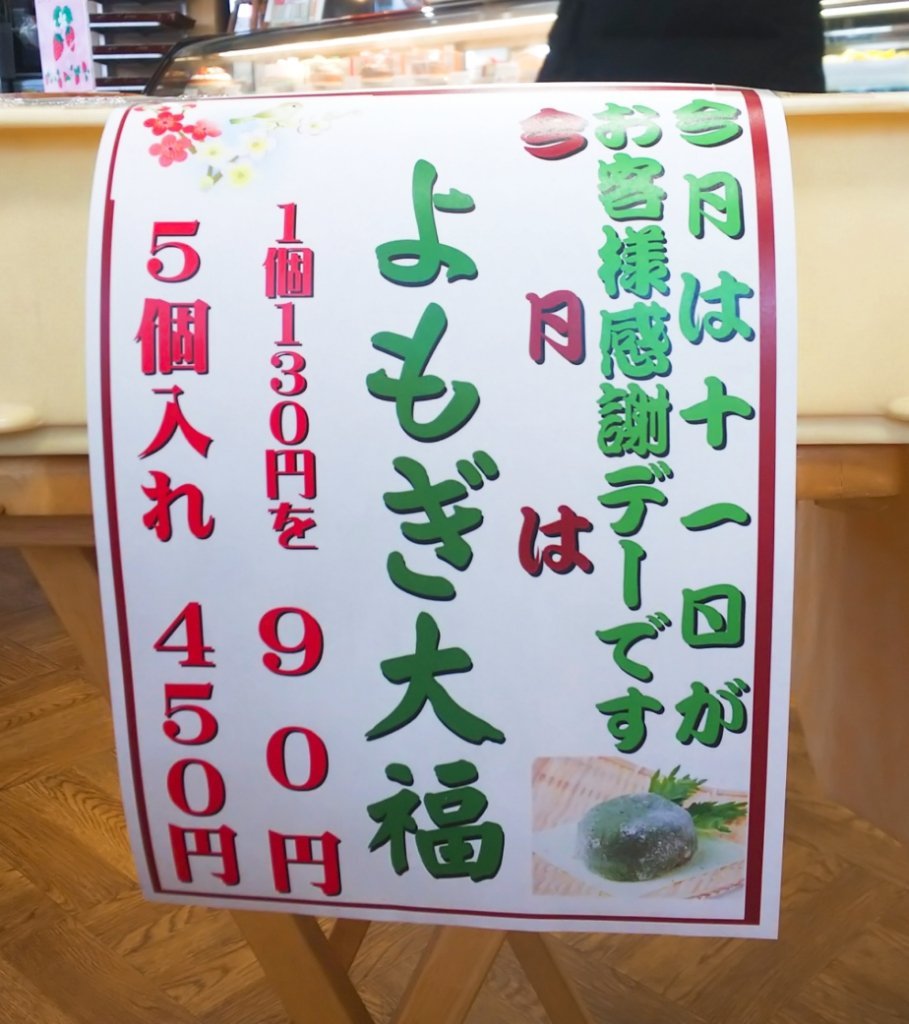 今月は十一日が
お客様感謝デーです
今月は
よもぎ大福
1個130円を 90円
5個入れ 450円